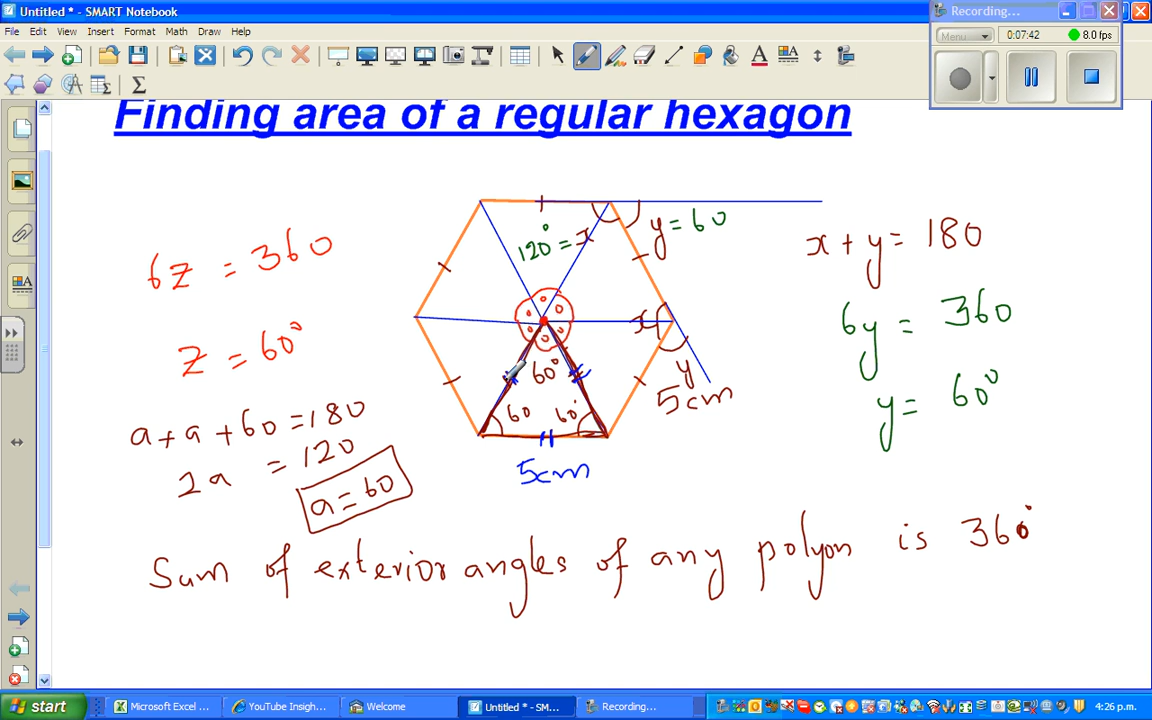 Untitled * - SMART Notebook
Recording...
File Edit View Insert Format Math Draw Help
Menu
0:07:42
8.0 fps
Finding area of a regular hexagon
120° = x
y = 60
x + y = 180
6z = 360
x
y
6y = 360
z = 60°
60°
5cm
y = 60°
60
60°
a + a + 60 = 180
2a = 120
5cm
a = 60
Sum of exterior angles of any polyon is 360°
start
Microsoft Excel ...
YouTube Insigh...
Welcome
Untitled * - SM...
Recording...
4:26 p.m.